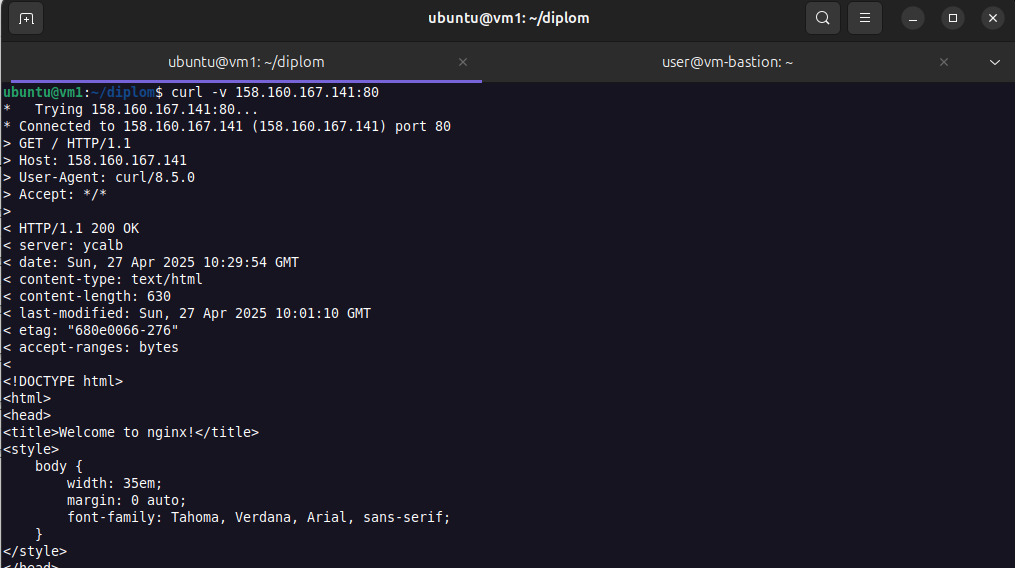 ubuntu@vm1: ~/diplom
ubuntu@vm1: ~/diplom
user@vm-bastion: ~
ubuntu@vm1:~/diplom$ curl -v 158.160.167.141:80
*   Trying 158.160.167.141:80...
* Connected to 158.160.167.141 (158.160.167.141) port 80
> GET / HTTP/1.1
> Host: 158.160.167.141
> User-Agent: curl/8.5.0
> Accept: */*
>
< HTTP/1.1 200 OK
< server: ycalb
< date: Sun, 27 Apr 2025 10:29:54 GMT
< content-type: text/html
< content-length: 630
< last-modified: Sun, 27 Apr 2025 10:01:10 GMT
< etag: "680e0066-276"
< accept-ranges: bytes
<
<!DOCTYPE html>
<html>
<head>
<title>Welcome to nginx!</title>
<style>
    body {
        width: 35em;
        margin: 0 auto;
        font-family: Tahoma, Verdana, Arial, sans-serif;
    }
</style>
</head>